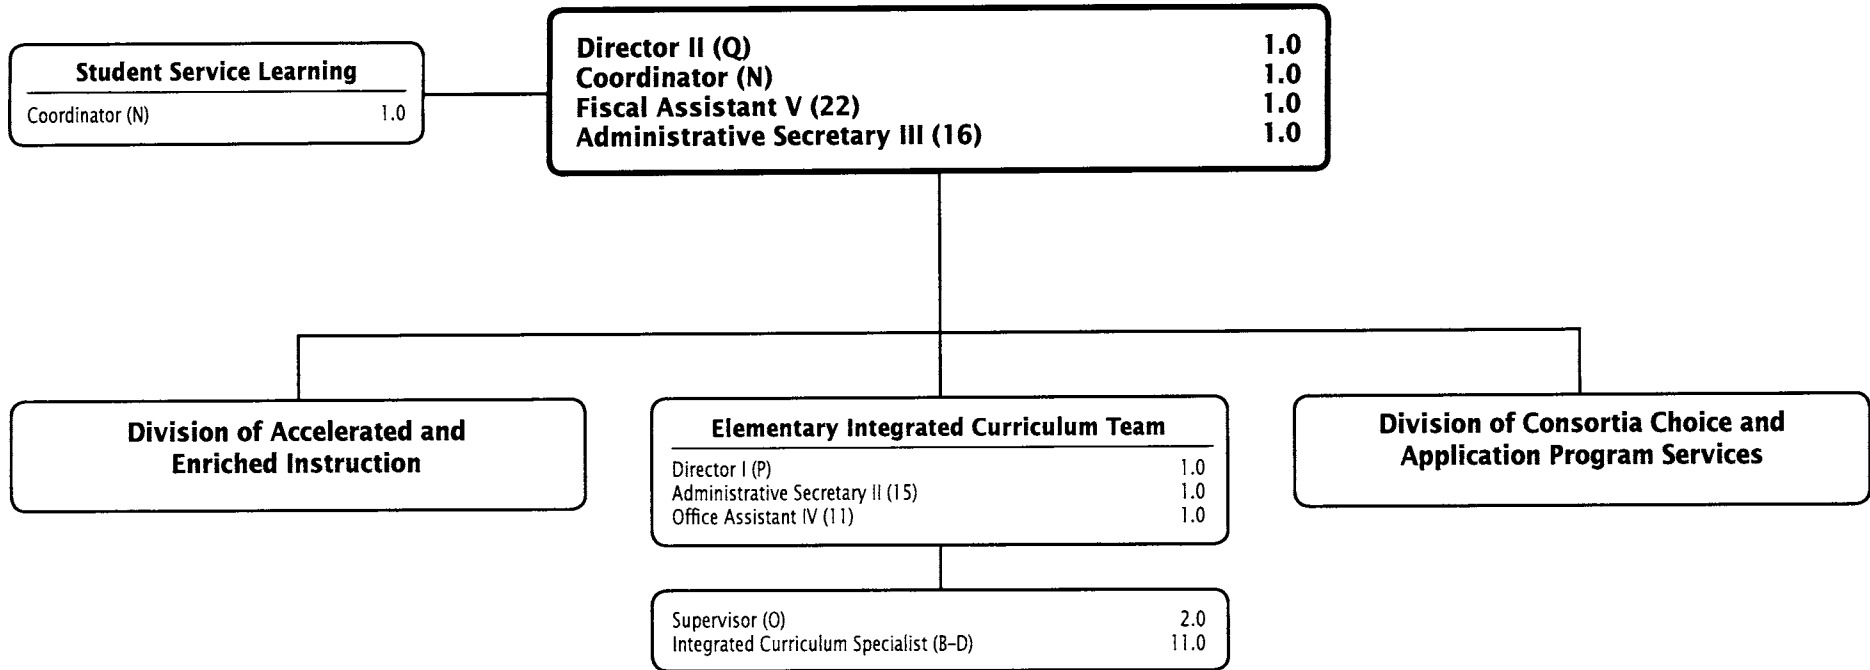 Student Service Learning
Coordinator (N) 1.0
Director II (Q) 1.0
Coordinator (N) 1.0
Fiscal Assistant V (22) 1.0
Administrative Secretary III (16) 1.0
Division of Accelerated and
Enriched Instruction
Elementary Integrated Curriculum Team
Director I (P) 1.0
Administrative Secretary II (15) 1.0
Office Assistant IV (11) 1.0
Supervisor (O) 2.0
Integrated Curriculum Specialist (B–D) 11.0
Division of Consortia Choice and
Application Program Services